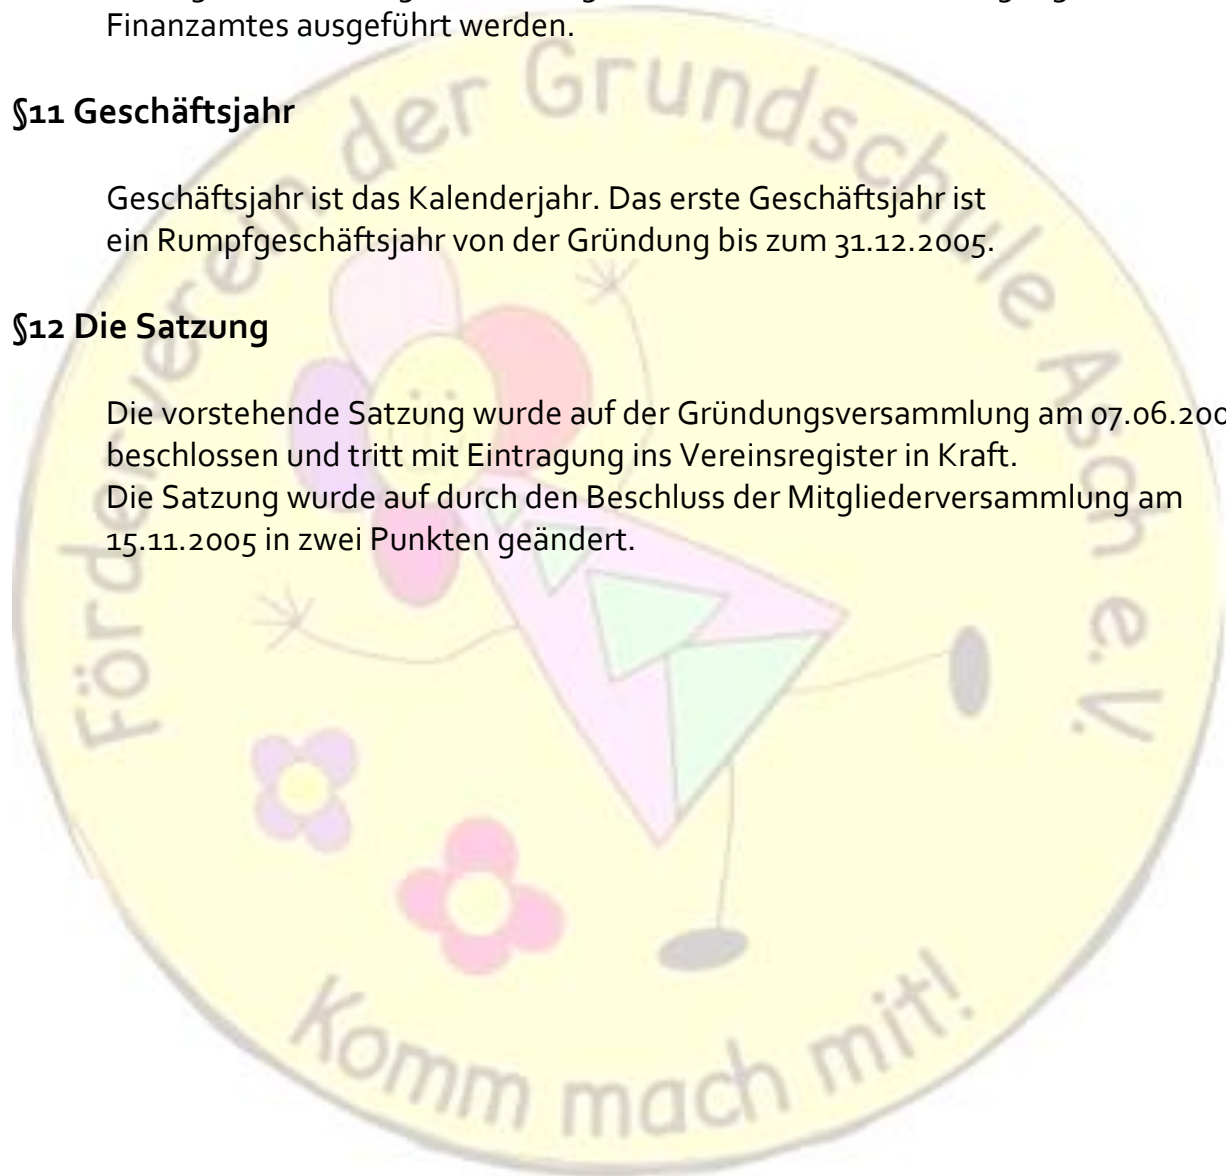 Finanzamtes ausgeführt werden.
§11 Geschäftsjahr
Geschäftsjahr ist das Kalenderjahr. Das erste Geschäftsjahr ist
ein Rumpfgeschäftsjahr von der Gründung bis zum 31.12.2005.
§12 Die Satzung
Die vorstehende Satzung wurde auf der Gründungsversammlung am
beschlossen und tritt mit Eintragung ins Vereinsregister in Kraft.
Die Satzung wurde auf durch den Beschluss der Mitgliederversammlung am
15.11.2005 in zwei Punkten geändert.
Förderverein der Grundschule Asch e.V.
Komm mach mit!